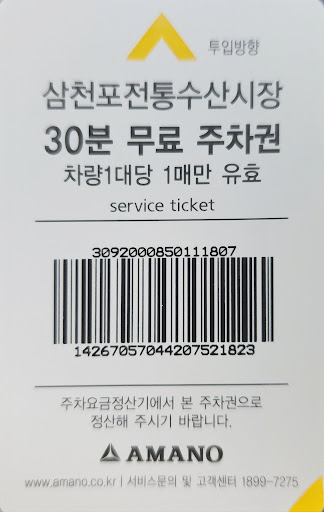 투입방향
삼천포전통수산시장
30분 무료 주차권
차량1대당 1매만 유효
service ticket
3092000850111807
14267057044207521823
주차요금정산기에서 본 주차권으로
정산해 주시기 바랍니다.
AMANO
www.amano.co.kr | 서비스문의 및 고객센터 1899-7275